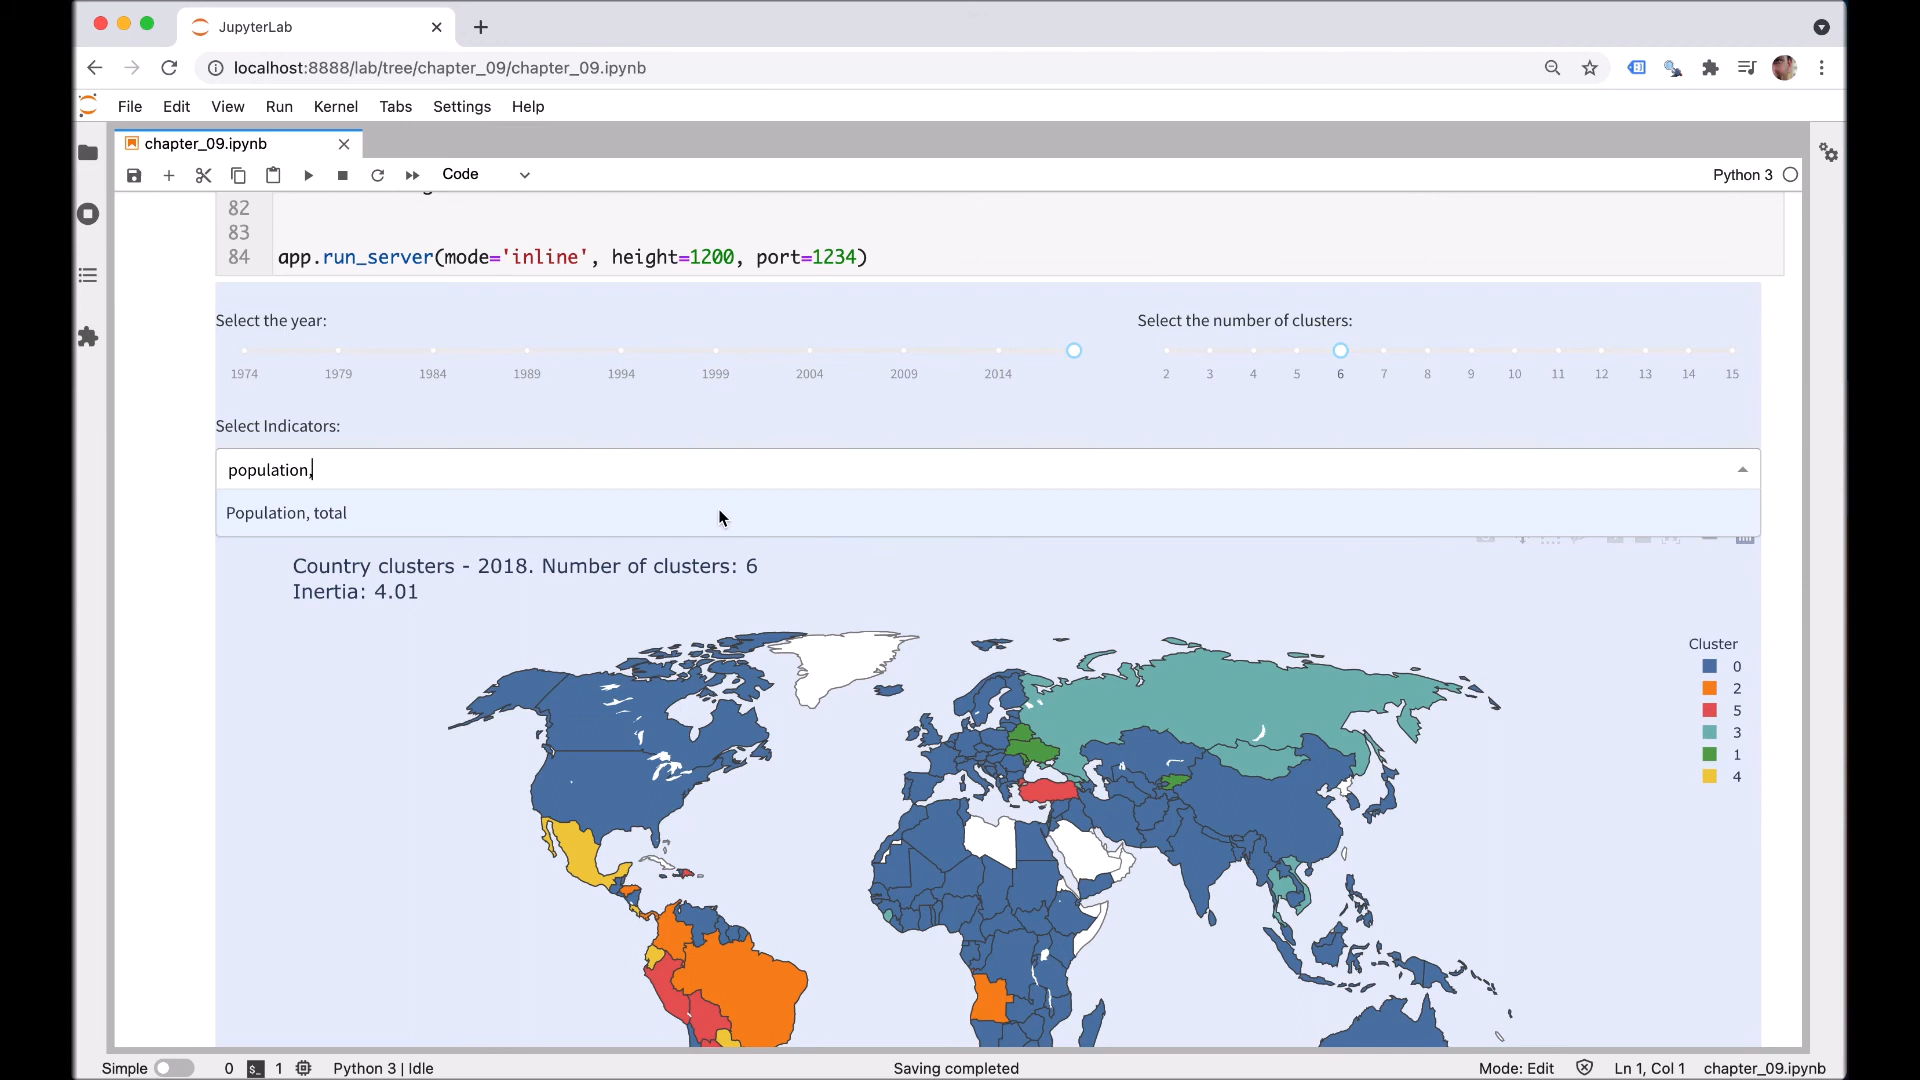 JupyterLab
localhost:8888/lab/tree/chapter_09/chapter_09.ipynb
File Edit View Run Kernel Tabs Settings Help
chapter_09.ipynb
Code
Python 3
82
83
84 app.run_server(mode='inline', height=1200, port=1234)
Select the year:
Select the number of clusters:
1974 1979 1984 1989 1994 1999 2004 2009 2014
2 3 4 5 6 7 8 9 10 11 12 13 14 15
Select Indicators:
population,
Population, total
Country clusters - 2018. Number of clusters: 6
Inertia: 4.01
Cluster
0
2
5
3
1
4
Simple 0 1 Python 3 | Idle Saving completed Mode: Edit Ln 1, Col 1 chapter_09.ipynb